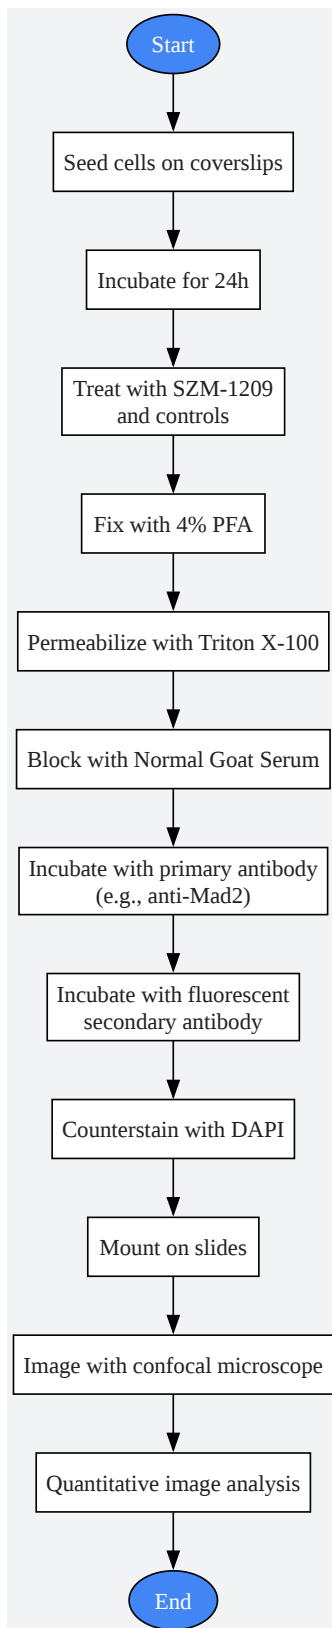 Start
Seed cells on coverslips
Incubate for 24h
Treat with SZM-1209
and controls
Fix with 4% PFA
Permeabilize with Triton X-100
Block with Normal Goat Serum
Incubate with primary antibody
(e.g., anti-Mad2)
Incubate with fluorescent
secondary antibody
Counterstain with DAPI
Mount on slides
Image with confocal microscope
Quantitative image analysis
End